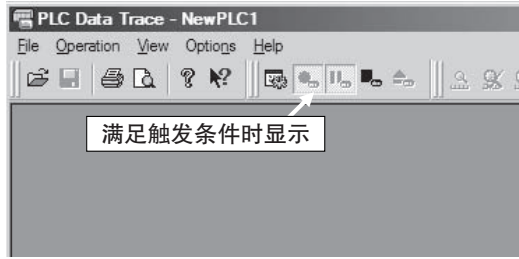 PLC Data Trace - NewPLC1
File Operation View Options Help
满足触发条件时显示